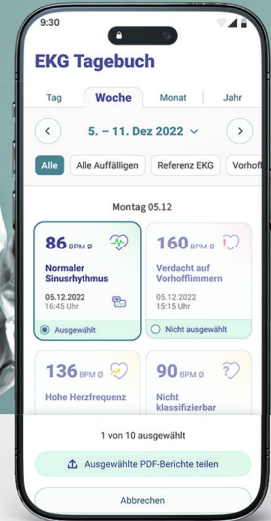 9:30
EKG Tagebuch
Tag Woche Monat Jahr
5. – 11. Dez 2022
Alle Alle Auffälligen Referenz EKG Vorhoff
Montag 05.12
86 BPM Ø 160 BPM Ø
Normaler Verdacht auf
Sinusrhythmus Vorhofflimmern
05.12.2022 05.12.2022
16:45 Uhr 15:15 Uhr
Ausgewählt Nicht ausgewählt
136 BPM Ø 90 BPM Ø
Hohe Herzfrequenz Nicht
klassifizierbar
1 von 10 ausgewählt
Ausgewählte PDF-Berichte teilen
Abbrechen